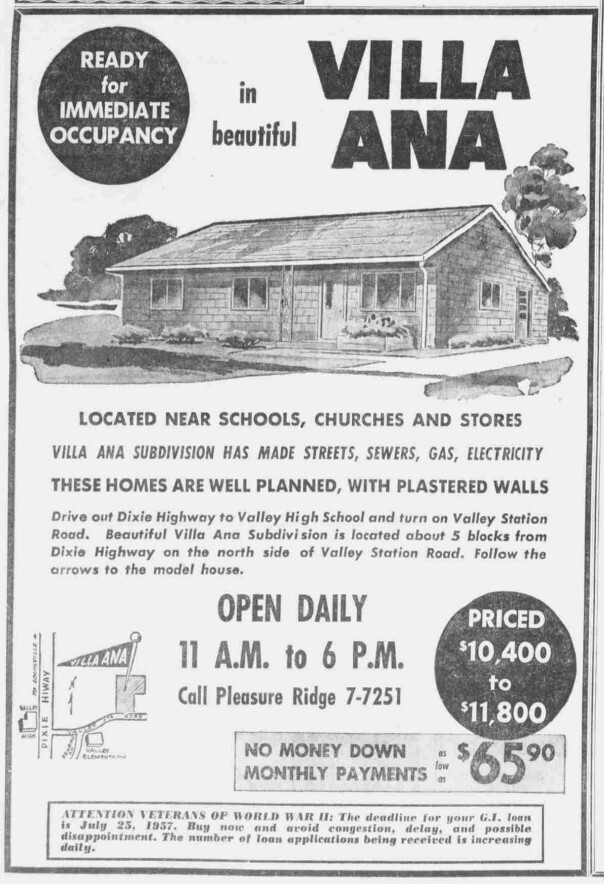 READY
for
IMMEDIATE
OCCUPANCY
in
beautiful
VILLA
ANA
LOCATED NEAR SCHOOLS, CHURCHES AND STORES
VILLA ANA SUBDIVISION HAS MADE STREETS, SEWERS, GAS, ELECTRICITY
THESE HOMES ARE WELL PLANNED, WITH PLASTERED WALLS
Drive out Dixie Highway to Valley High School and turn on Valley Station
Road. Beautiful Villa Ana Subdivision is located about 5 blocks from
Dixie Highway on the north side of Valley Station Road. Follow the
arrows to the model house.
OPEN DAILY
11 A.M. to 6 P.M.
Call Pleasure Ridge 7-7251
PRICED
$10,400
to
$11,800
TO LOUISVILLE
DIXIE HIWAY
VILLA ANA
VALLEY
HIGH
ROAD
VALLEY
ELEMENTARY
NO MONEY DOWN
MONTHLY PAYMENTS
as
low
as
$65.90
ATTENTION VETERANS OF WORLD WAR II: The deadline for your G.I. loan
is July 25, 1957. Buy now and avoid congestion, delay, and possible
disappointment. The number of loan applications being received is increasing
daily.